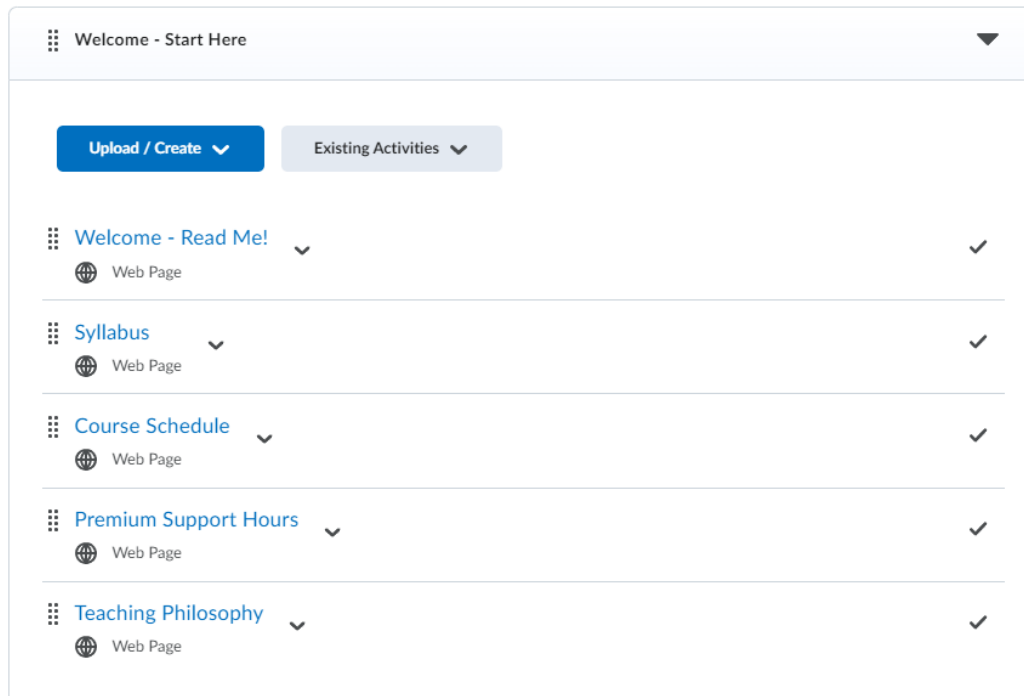 Welcome - Start Here
Upload / Create
Existing Activities
Welcome - Read Me!
Web Page
Syllabus
Web Page
Course Schedule
Web Page
Premium Support Hours
Web Page
Teaching Philosophy
Web Page